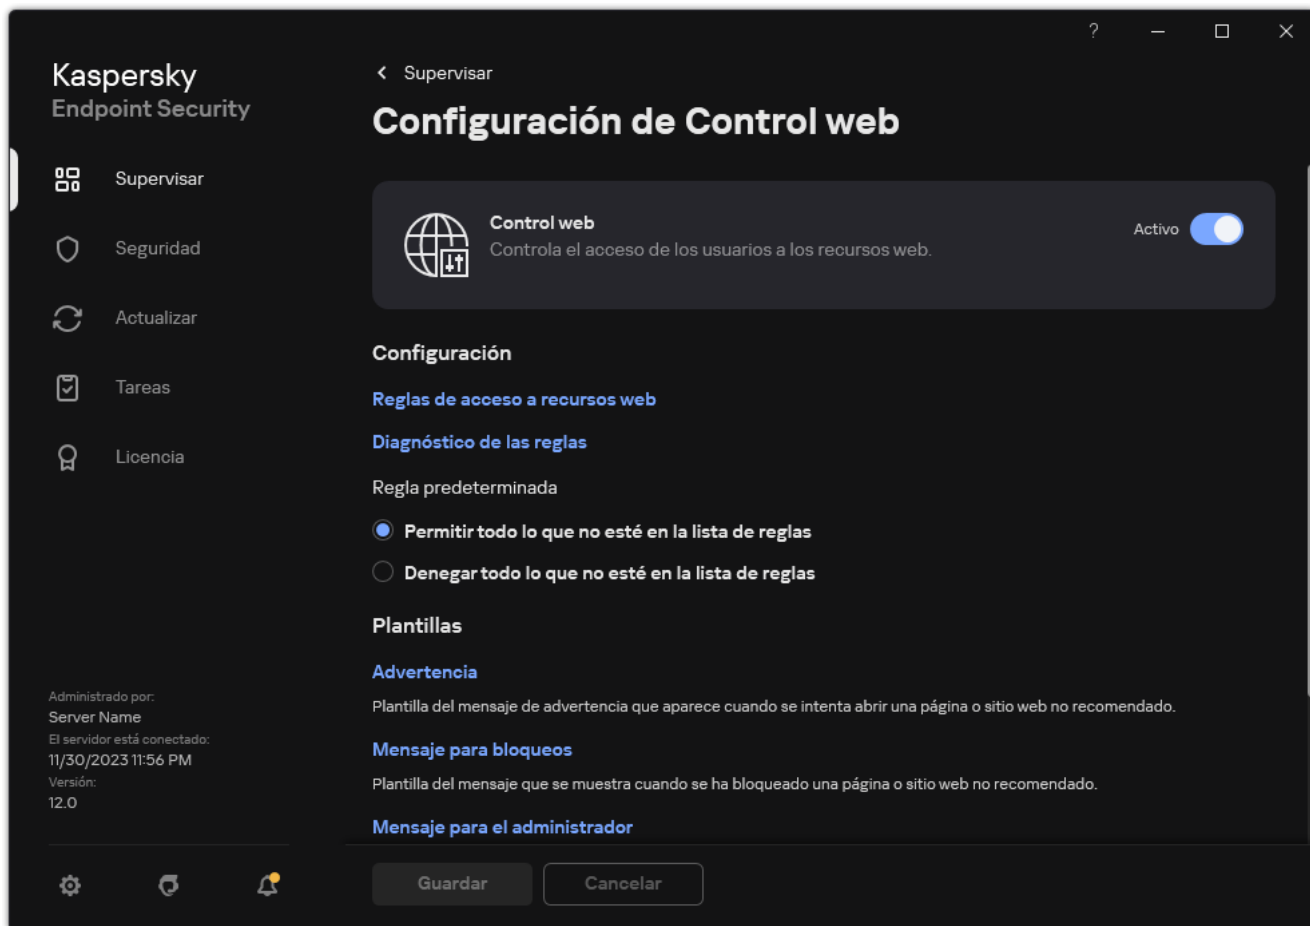 ?
Kaspersky
Endpoint Security
Supervisar
Seguridad
Actualizar
Tareas
Licencia
Administrado por:
Server Name
El servidor está conectado:
11/30/2023 11:56 PM
Versión:
12.0
Supervisar
Configuración de Control web
Control web
Controla el acceso de los usuarios a los recursos web.
Activo
Configuración
Reglas de acceso a recursos web
Diagnóstico de las reglas
Regla predeterminada
Permitir todo lo que no esté en la lista de reglas
Denegar todo lo que no esté en la lista de reglas
Plantillas
Advertencia
Plantilla del mensaje de advertencia que aparece cuando se intenta abrir una página o sitio web no recomendado.
Mensaje para bloqueos
Plantilla del mensaje que se muestra cuando se ha bloqueado una página o sitio web no recomendado.
Mensaje para el administrador
Guardar
Cancelar